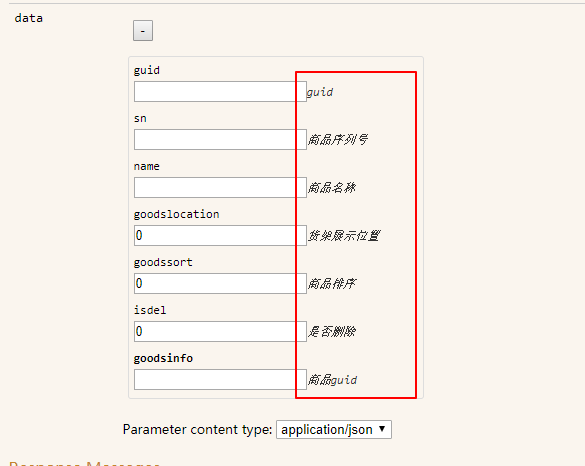 data
-
guid
guid
sn
商品序列号
name
商品名称
goodslocation
0 货架展示位置
goodssort
0 商品排序
isdel
0 是否删除
goodsinfo
商品guid
Parameter content type: application/json
Response Messages